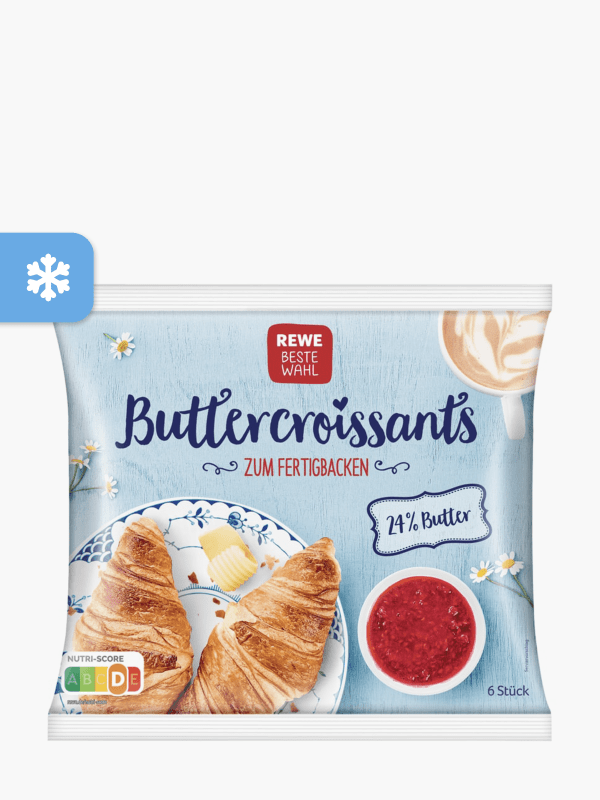 REWE
BESTE
WAHL
Buttercroissants
ZUM FERTIGBACKEN
24% Butter
NUTRI-SCORE
A B C D E
6 Stück